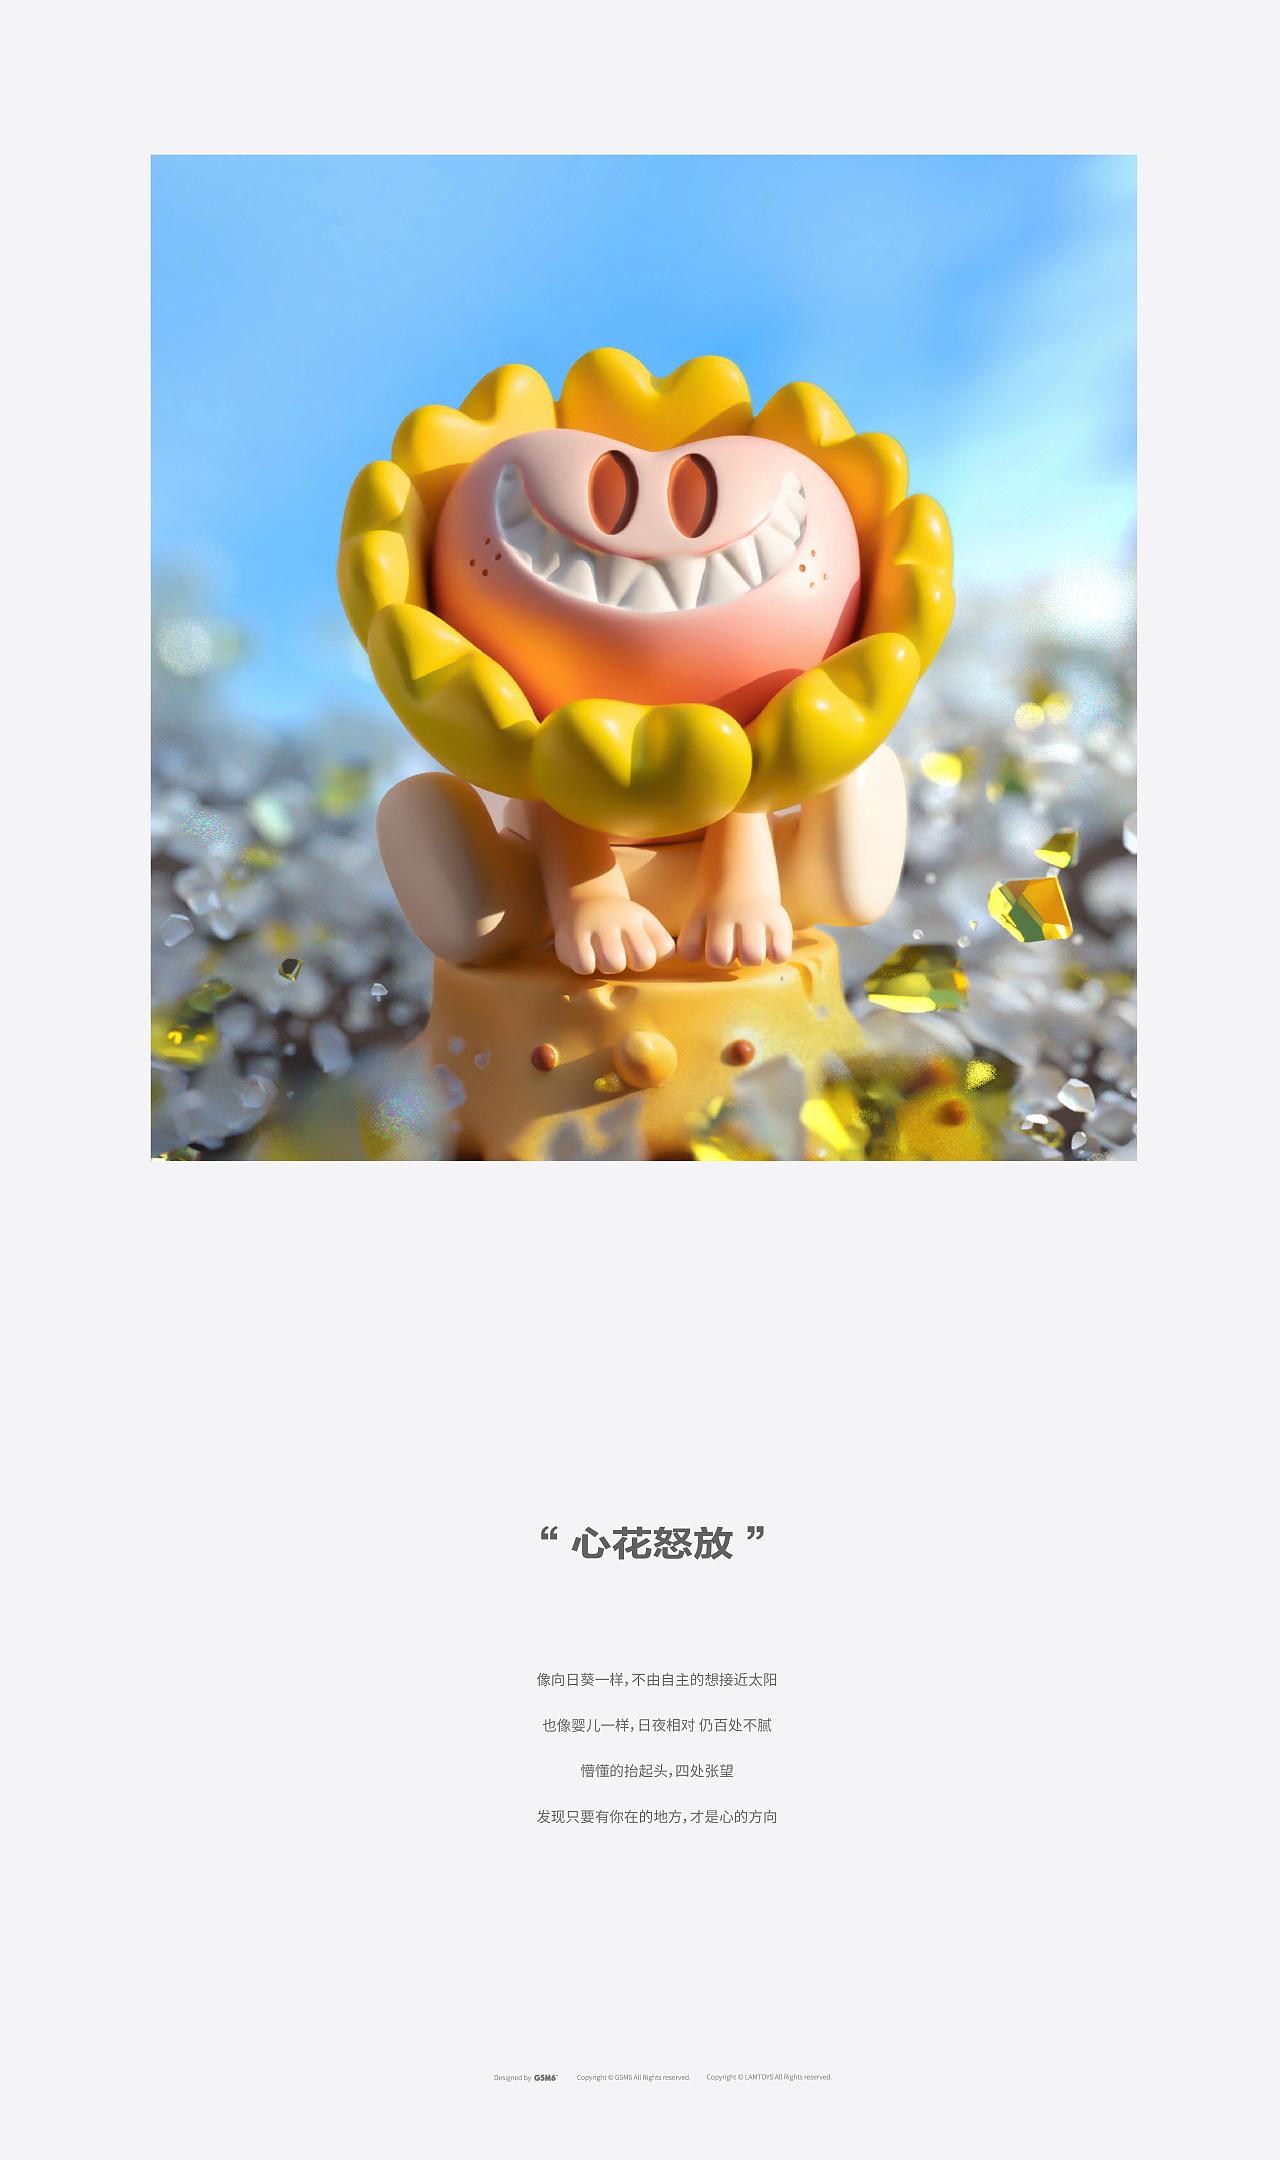 “ 心花怒放 ”
像向日葵一样，不由自主的想接近太阳
也像婴儿一样，日夜相对 仍百处不腻
懵懂的抬起头，四处张望
发现只要有你在的地方，才是心的方向
Designed by G5M6 Copyright © G5M6 All Rights reserved. Copyright © LAMTOYS All Rights reserved.